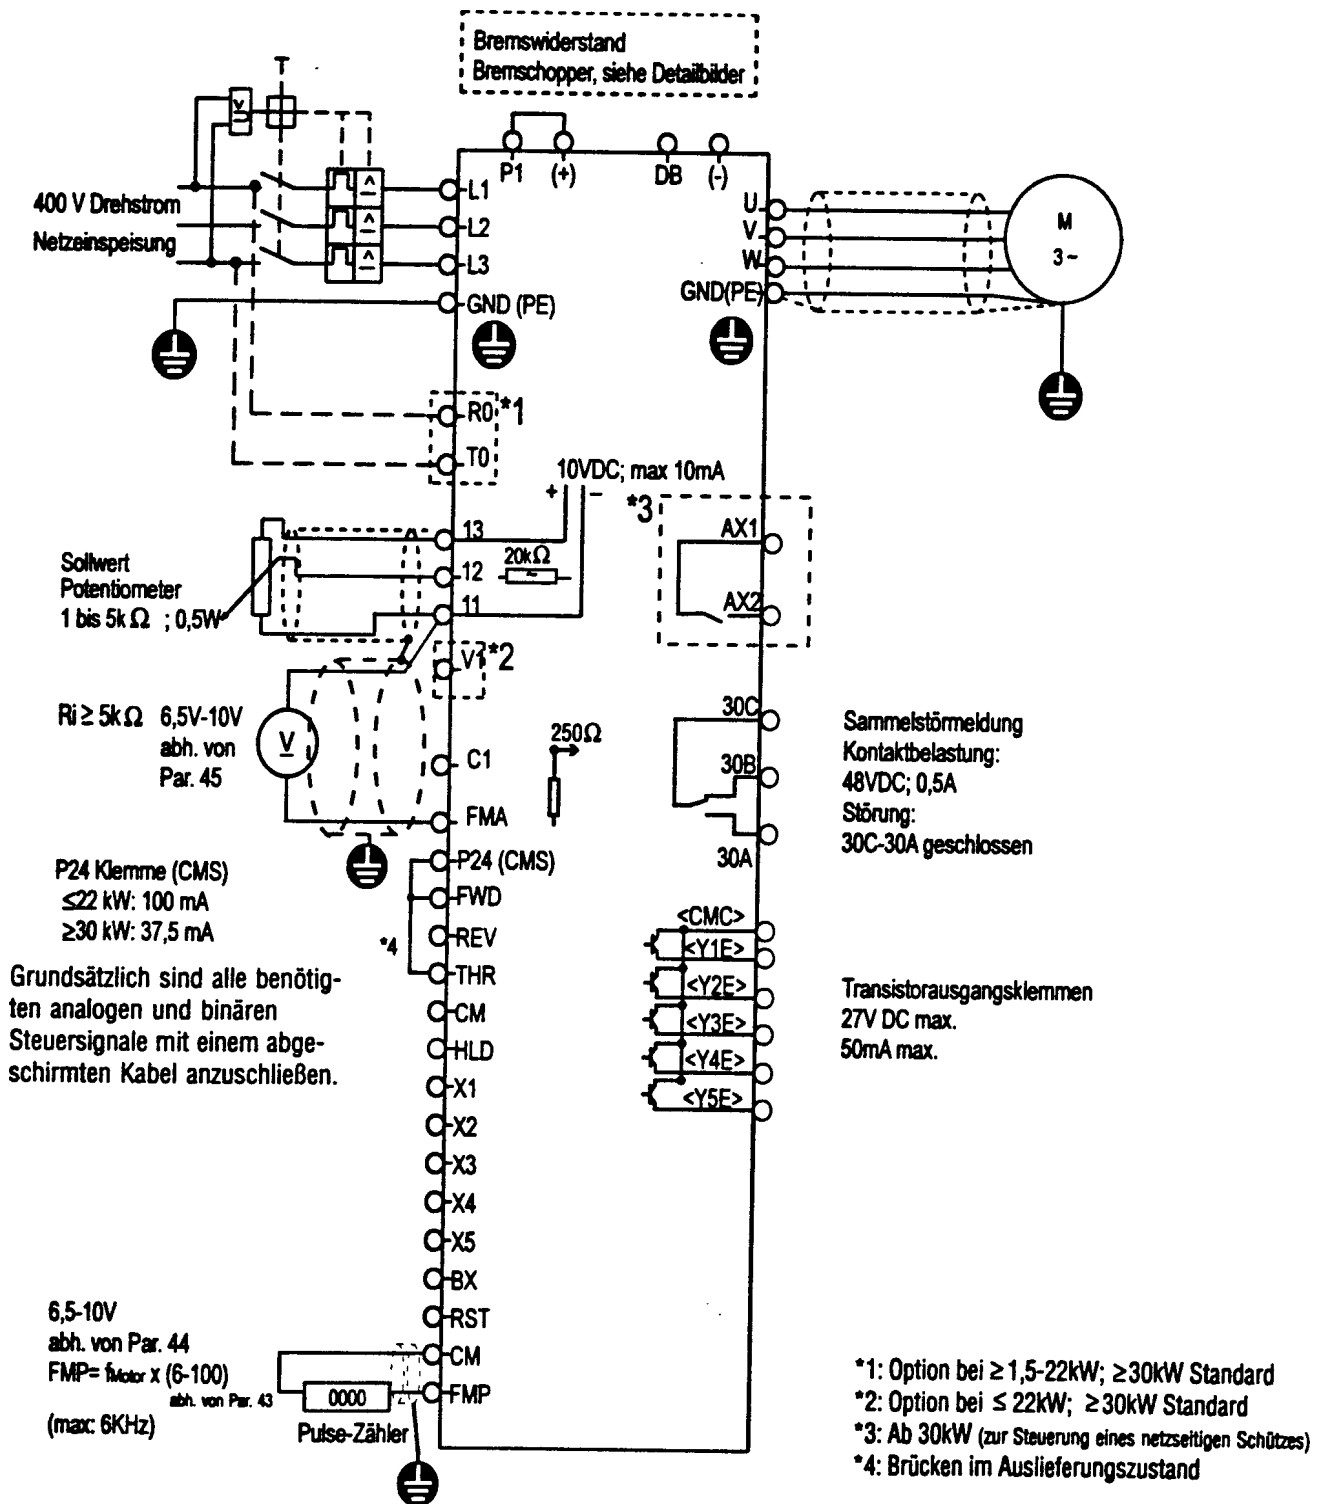 Bremswiderstand
Bremschopper, siehe Detailbilder
P1
(+)
DB
(-)
400 V Drehstrom
Netzeinspeisung
L1
L2
L3
GND (PE)
U
V
W
GND(PE)
M
3~
R0
*1
T0
10VDC; max 10mA
+
−
*3
AX1
AX2
Sollwert
Potentiometer
1 bis 5kΩ ; 0,5W
13
12
11
20kΩ
~
V1
*2
Ri ≥ 5kΩ
6,5V-10V
abh. von
Par. 45
V
C1
FMA
250Ω
30C
30B
30A
Sammelstörmeldung
Kontaktbelastung:
48VDC; 0,5A
Störung:
30C-30A geschlossen
P24 Klemme (CMS)
≤22 kW: 100 mA
≥30 kW: 37,5 mA
*4
P24 (CMS)
FWD
REV
THR
CM
HLD
X1
X2
X3
X4
X5
BX
RST
CM
FMP
Grundsätzlich sind alle benötig-
ten analogen und binären
Steuersignale mit einem abge-
schirmten Kabel anzuschließen.
<CMC>
<Y1E>
<Y2E>
<Y3E>
<Y4E>
<Y5E>
Transistorausgangsklemmen
27V DC max.
50mA max.
6,5-10V
abh. von Par. 44
FMP= fMotor x (6-100)
abh. von Par. 43
(max: 6KHz)
0000
Pulse-Zähler
*1: Option bei ≥ 1,5-22kW; ≥30kW Standard
*2: Option bei ≤ 22kW; ≥30kW Standard
*3: Ab 30kW (zur Steuerung eines netzseitigen Schützes)
*4: Brücken im Auslieferungszustand